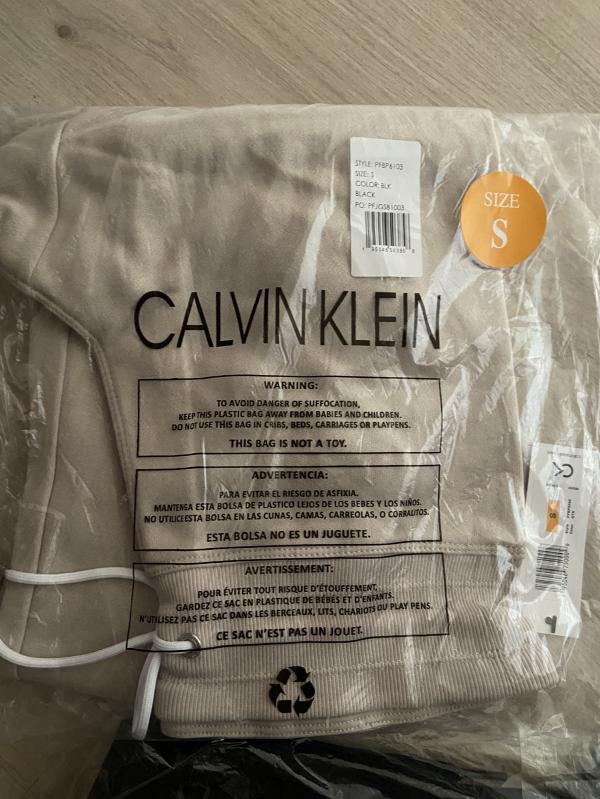 STYLE: PFBP6103
SIZE: S
COLOR: BLK
BLACK
PO: PFJGS81003
SIZE
S
CALVIN KLEIN
WARNING:
TO AVOID DANGER OF SUFFOCATION,
KEEP THIS PLASTIC BAG AWAY FROM BABIES AND CHILDREN.
DO NOT USE THIS BAG IN CRIBS, BEDS, CARRIAGES OR PLAYPENS.
THIS BAG IS NOT A TOY.
ADVERTENCIA:
PARA EVITAR EL RIESGO DE ASFIXIA.
MANTENGA ESTA BOLSA DE PLASTICO LEJOS DE LOS BEBES Y LOS NIÑOS.
NO UTILICEESTA BOLSA EN LAS CUNAS, CAMAS, CARREOLAS, O CORRALITOS.
ESTA BOLSA NO ES UN JUGUETE.
AVERTISSEMENT:
POUR ÉVITER TOUT RISQUE D'ÉTOUFFEMENT,
GARDEZ CE SAC EN PLASTIQUE DE BÉBÉS ET D'ENFANTS.
N'UTILISEZ PAS CE SAC DANS LES BERCEAUX, LITS, CHARIOTS OU PLAY PENS.
CE SAC N'EST PAS UN JOUET.
CK
S